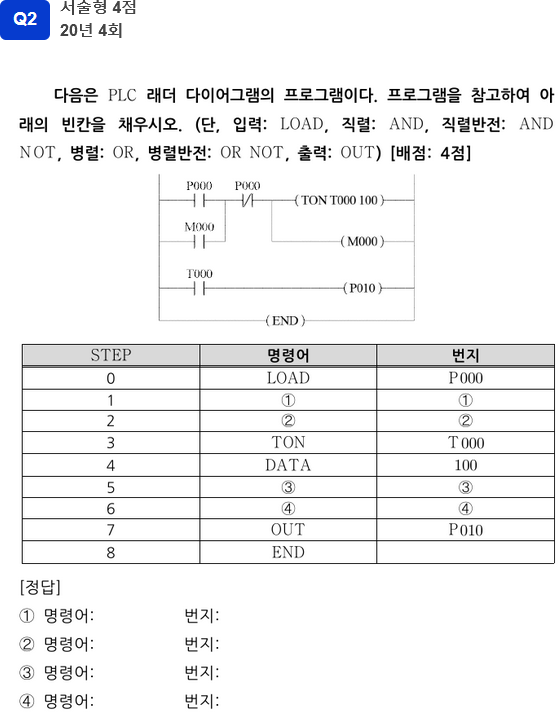 Q2
서술형 4점
20년 4회
다음은 PLC 래더 다이어그램의 프로그램이다. 프로그램을 참고하여 아
래의 빈칸을 채우시오. (단, 입력: LOAD, 직렬: AND, 직렬반전: AND
NOT, 병렬: OR, 병렬반전: OR NOT, 출력: OUT) [배점: 4점]
P000 P000
(TON T000 100)
M000
(M000)
T000
(P010)
(END)
STEP 명령어 번지
0 LOAD P000
1 ① ①
2 ② ②
3 TON T000
4 DATA 100
5 ③ ③
6 ④ ④
7 OUT P010
8 END
[정답]
① 명령어: 번지:
② 명령어: 번지:
③ 명령어: 번지:
④ 명령어: 번지: